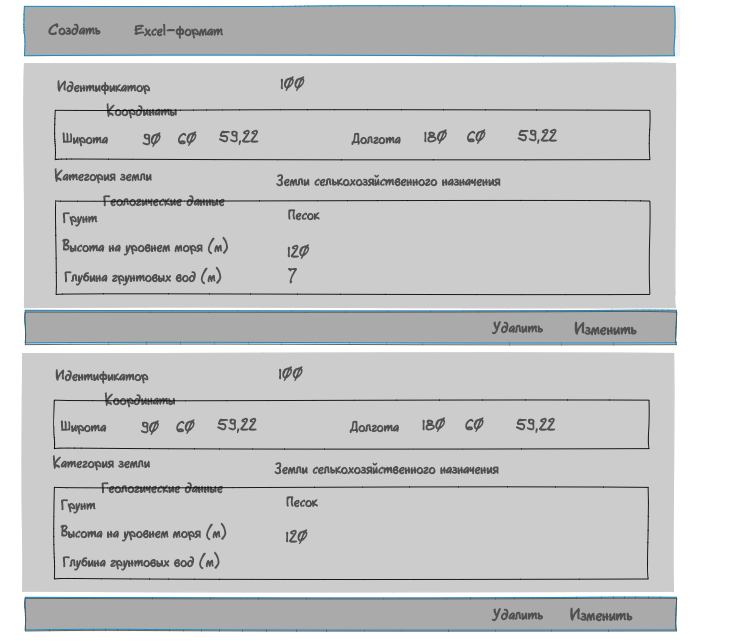 Создать Excel-формат
Идентификатор 100
Координаты
Широта 90 60 59,22 Долгота 180 60 59,22
Категория земли Земли селькохозяйственного назначения
Геологические данные
Грунт Песок
Высота на уровнем моря (м) 120
Глубина грунтовых вод (м) 7
Удалить Изменить
Идентификатор 100
Координаты
Широта 90 60 59,22 Долгота 180 60 59,22
Категория земли Земли селькохозяйственного назначения
Геологические данные
Грунт Песок
Высота на уровнем моря (м) 120
Глубина грунтовых вод (м)
Удалить Изменить